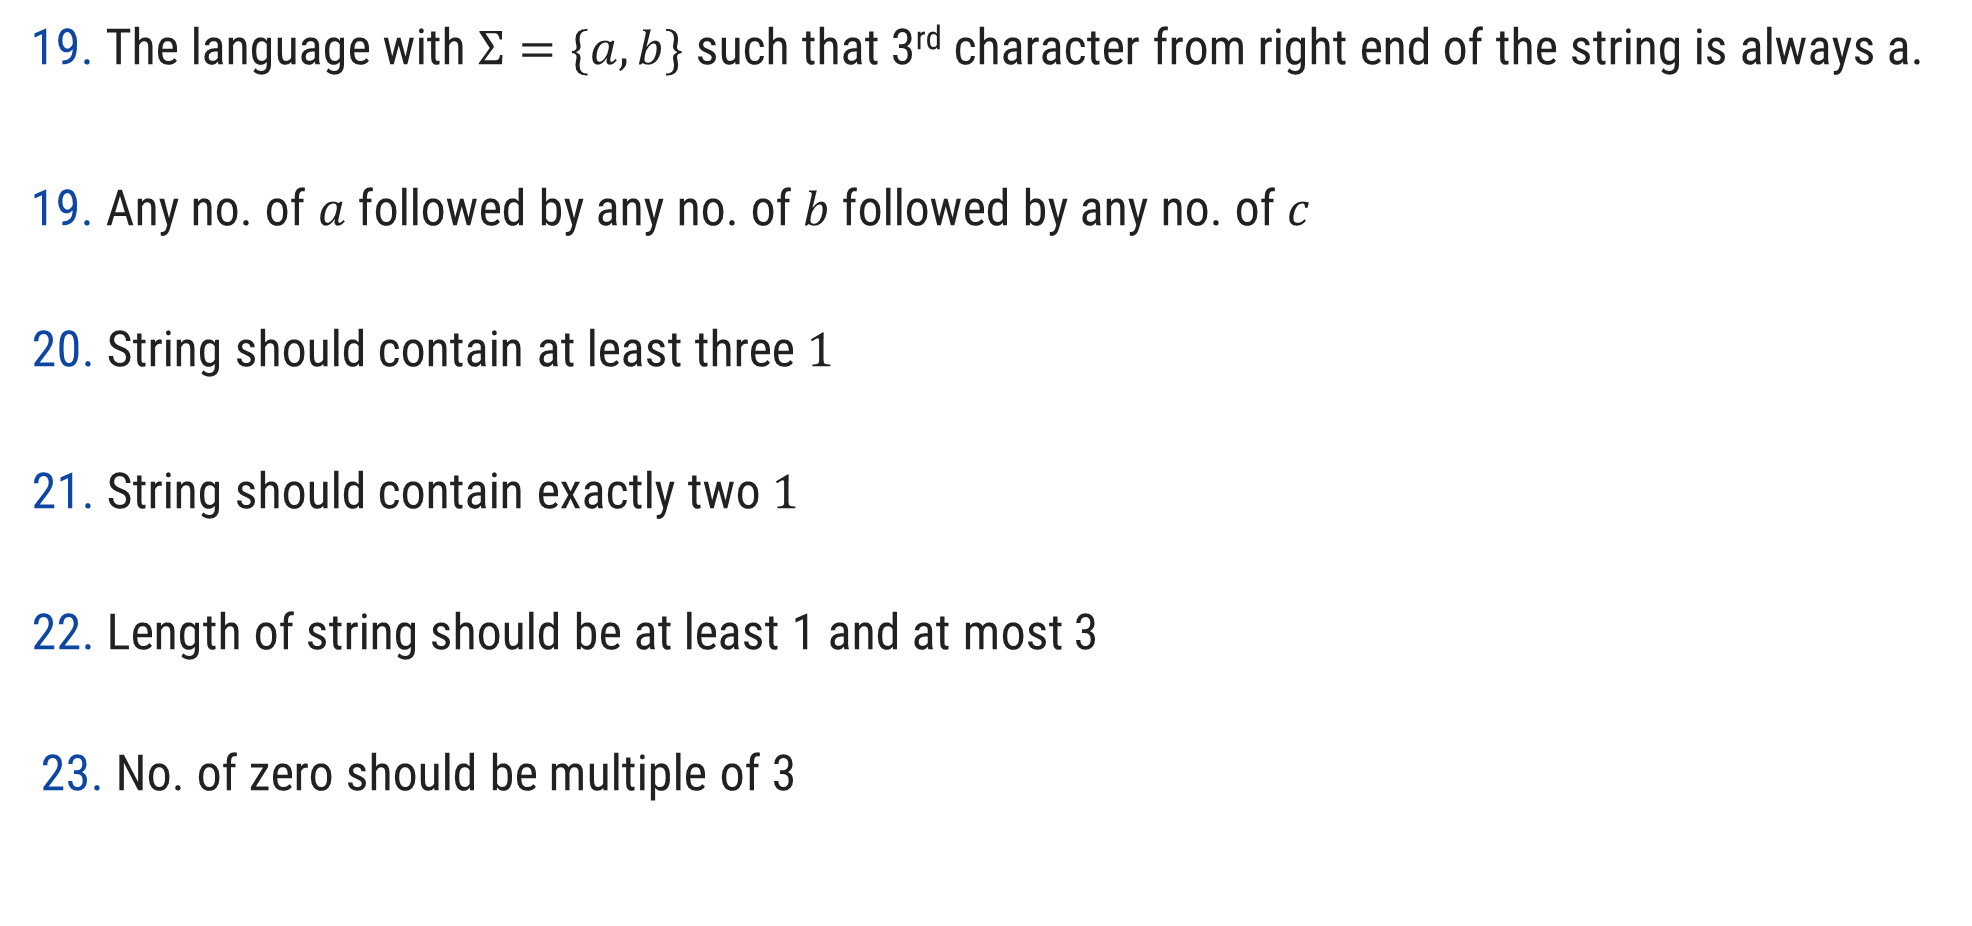 19. The language with Σ = {a, b} such that 3rd character from right end of the string is always a.
19. Any no. of a followed by any no. of b followed by any no. of c
20. String should contain at least three 1
21. String should contain exactly two 1
22. Length of string should be at least 1 and at most 3
23. No. of zero should be multiple of 3